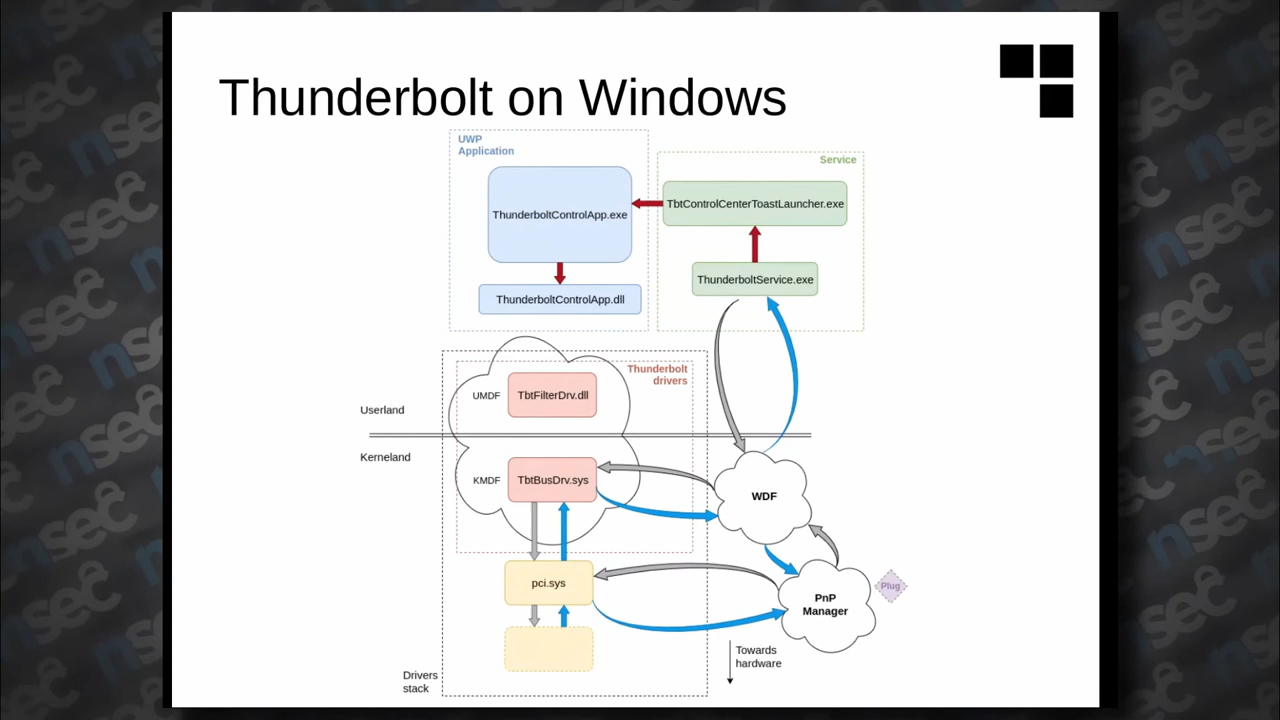 Thunderbolt on Windows
UWP
Application
Service
ThunderboltControlApp.exe
TbtControlCenterToastLauncher.exe
ThunderboltService.exe
ThunderboltControlApp.dll
Thunderbolt
drivers
UMDF
TbtFilterDrv.dll
Userland
Kerneland
KMDF
TbtBusDrv.sys
WDF
pci.sys
Plug
PnP
Manager
Towards
hardware
Drivers
stack
nsec